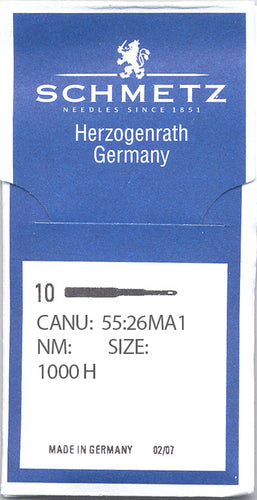 SCHMETZ
NEEDLES SINCE 1851
Herzogenrath
Germany
10
CANU: 55:26MA1
NM: SIZE:
1000 H
MADE IN GERMANY 02/07